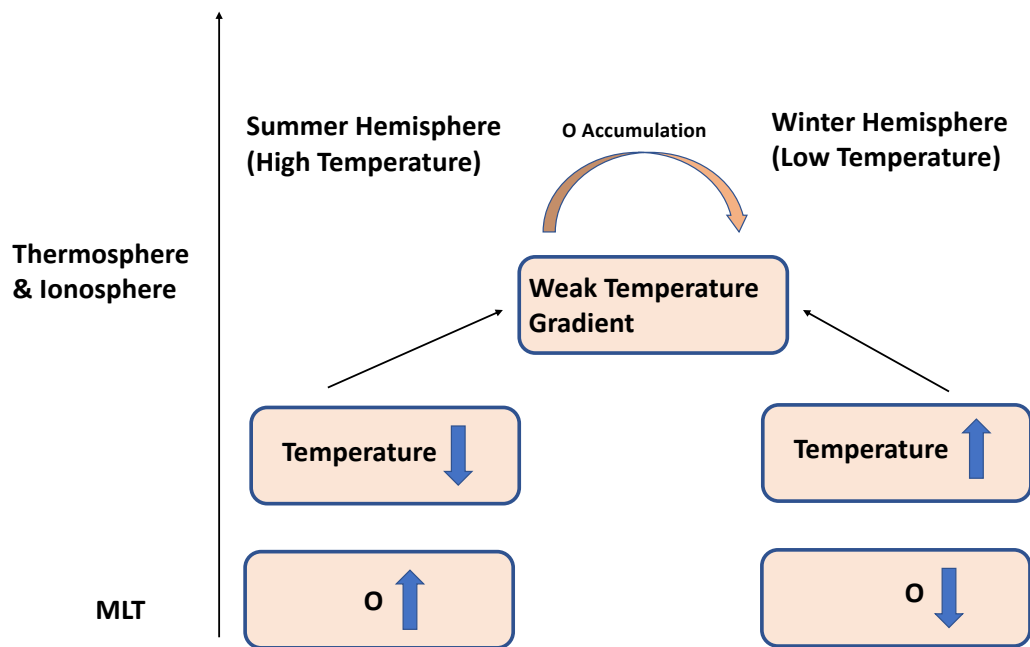 Summer Hemisphere
(High Temperature)
O Accumulation
Winter Hemisphere
(Low Temperature)
Thermosphere
& Ionosphere
Weak Temperature
Gradient
Temperature
Temperature
MLT
O
O